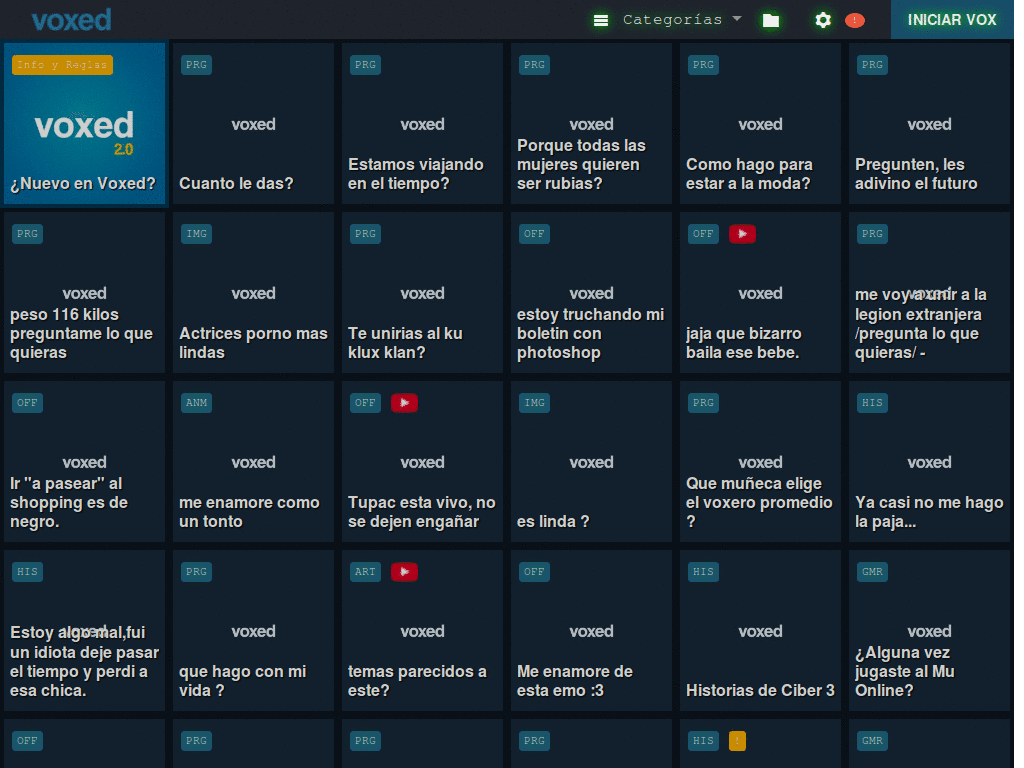 voxed
Categorías
!
INICIAR VOX
Info y Reglas
voxed
2.0
¿Nuevo en Voxed?
PRG
voxed
Cuanto le das?
PRG
voxed
Estamos viajando
en el tiempo?
PRG
voxed
Porque todas las
mujeres quieren
ser rubias?
PRG
voxed
Como hago para
estar a la moda?
PRG
voxed
Pregunten, les
adivino el futuro
PRG
voxed
peso 116 kilos
preguntame lo que
quieras
IMG
voxed
Actrices porno mas
lindas
PRG
voxed
Te unirias al ku
klux klan?
OFF
voxed
estoy truchando mi
boletin con
photoshop
OFF
voxed
jaja que bizarro
baila ese bebe.
PRG
voxed
me voy a unir a la
legion extranjera
/pregunta lo que
quieras/ -
OFF
voxed
Ir "a pasear" al
shopping es de
negro.
ANM
voxed
me enamore como
un tonto
OFF
voxed
Tupac esta vivo, no
se dejen engañar
IMG
voxed
es linda ?
PRG
voxed
Que muñeca elige
el voxero promedio
?
HIS
voxed
Ya casi no me hago
la paja...
HIS
voxed
Estoy algo mal,fui
un idiota deje pasar
el tiempo y perdi a
esa chica.
PRG
voxed
que hago con mi
vida ?
ART
voxed
temas parecidos a
este?
OFF
voxed
Me enamore de
esta emo :3
HIS
voxed
Historias de Ciber 3
GMR
voxed
¿Alguna vez
jugaste al Mu
Online?
OFF
PRG
PRG
PRG
HIS
!
GMR